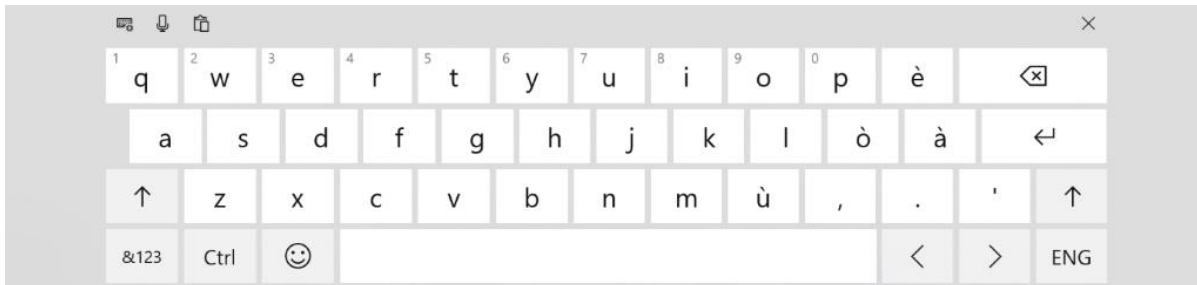 1 q 2 w 3 e 4 r 5 t 6 y 7 u 8 i 9 o 0 p è
a s d f g h j k l ò à
z x c v b n m ù , . '
&123 Ctrl < > ENG